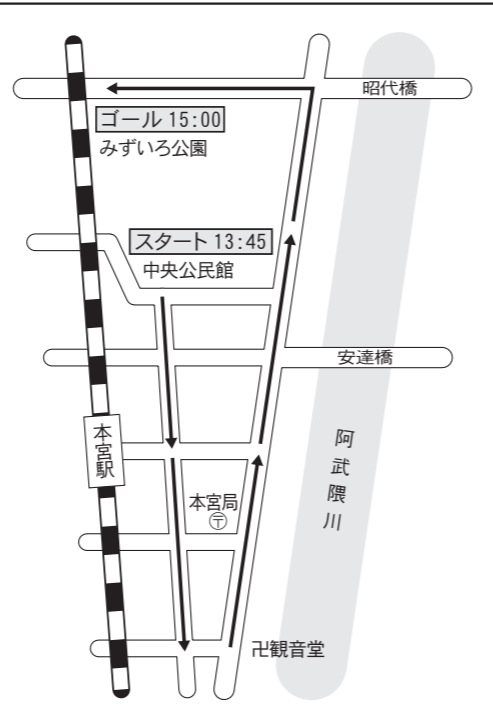 昭代橋
ゴール 15:00
みずいろ公園
スタート 13:45
中央公民館
安達橋
本宮駅
阿武隈川
本宮局
〒
卍観音堂